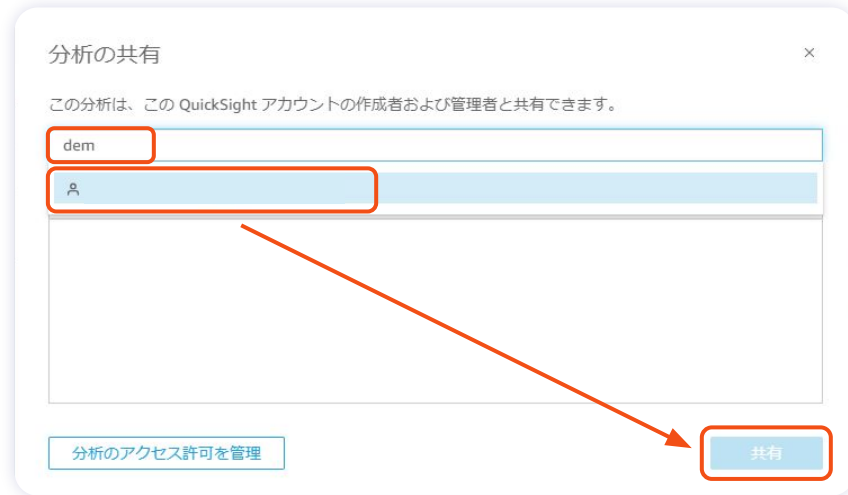 分析の共有
この分析は、この QuickSight アカウントの作成者および管理者と共有できます。
dem
分析のアクセス許可を管理
共有